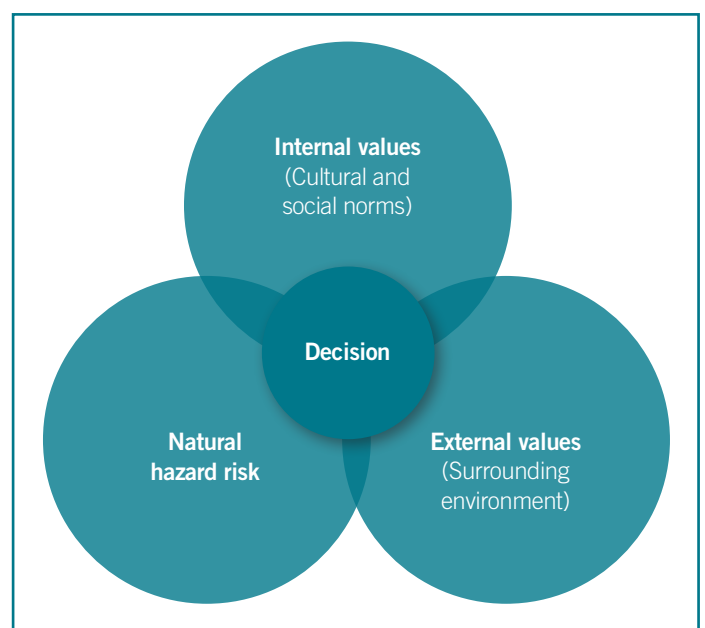 Internal values
(Cultural and
social norms)
Decision
Natural
hazard risk
External values
(Surrounding
environment)